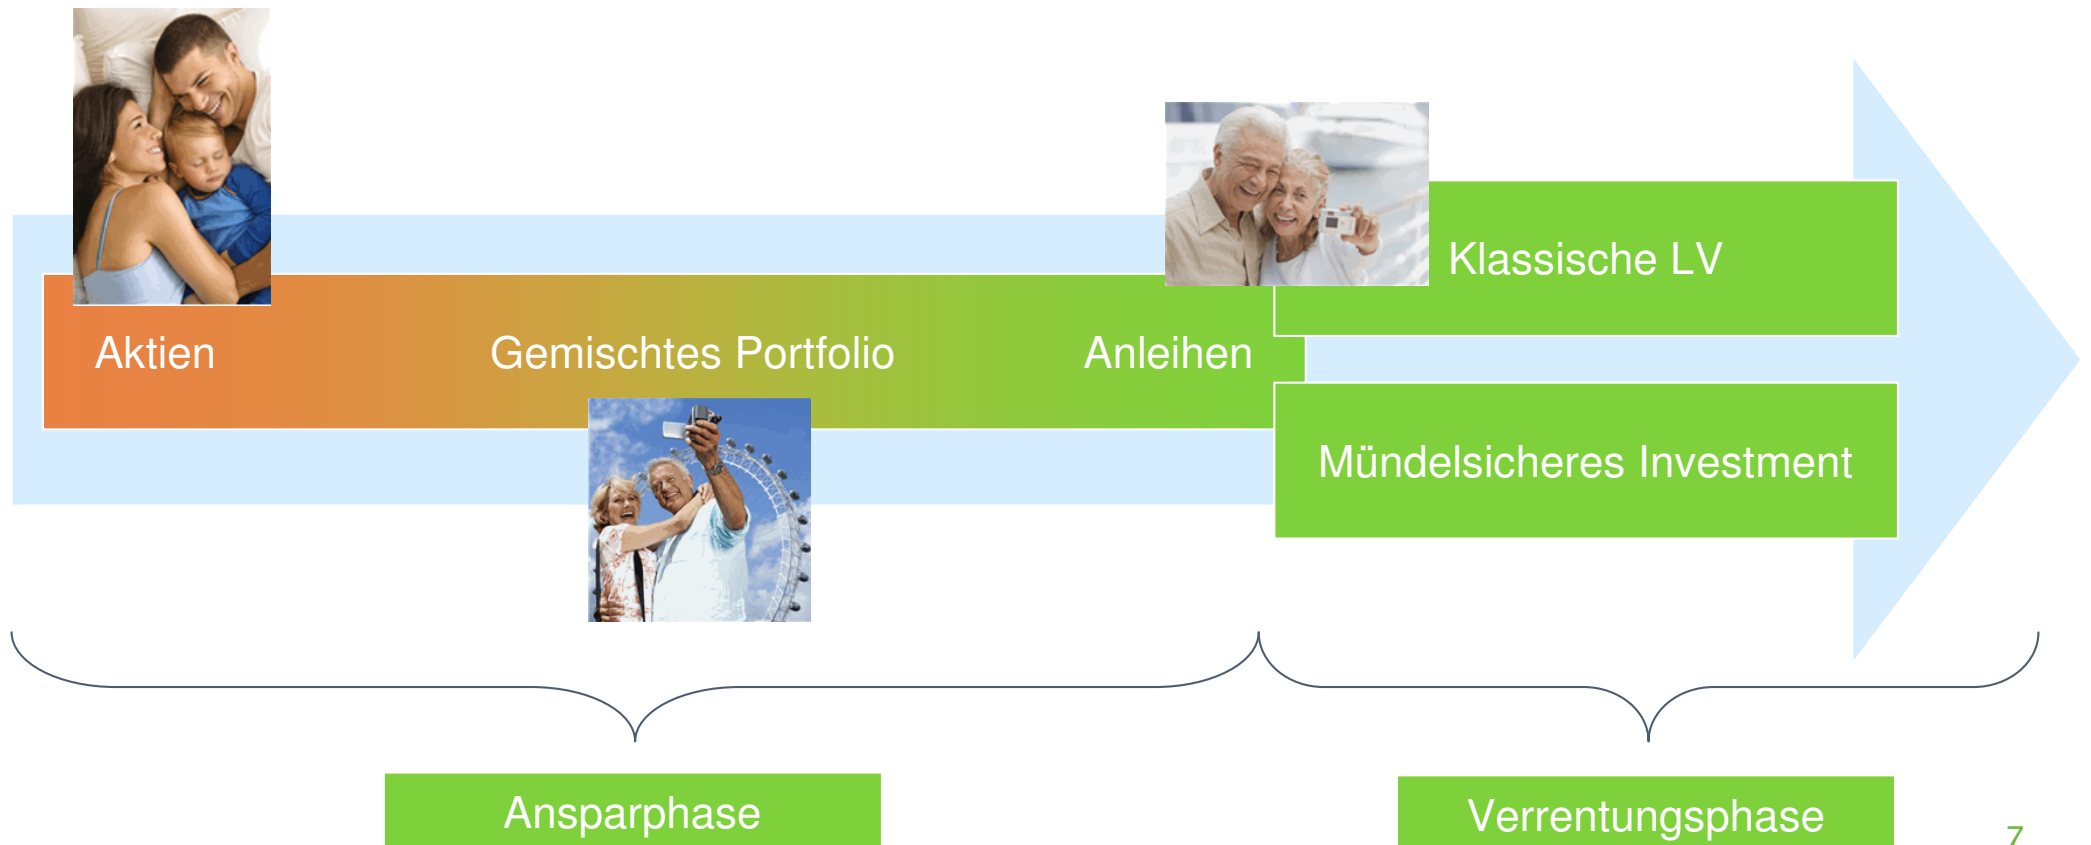 Klassische LV
Aktien
Gemischtes Portfolio
Anleihen
Mündelsicheres Investment
Ansparphase
Verrentungsphase
7